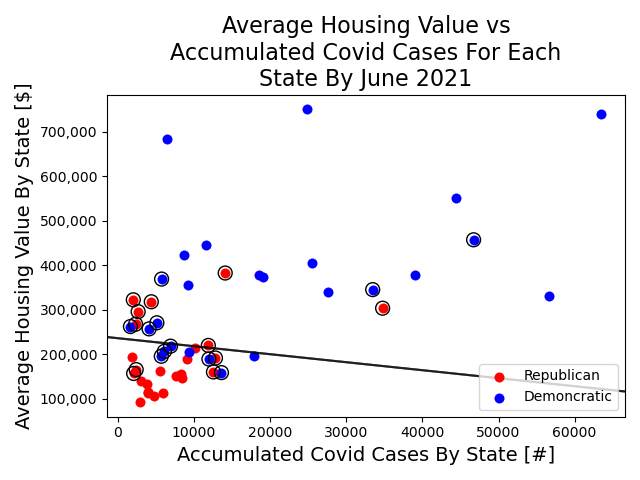 Average Housing Value vs
Accumulated Covid Cases For Each
State By June 2021
Average Housing Value By State [$]
700,000
600,000
500,000
400,000
300,000
200,000
100,000
0
10000
20000
30000
40000
50000
60000
Accumulated Covid Cases By State [#]
Republican
Demoncratic